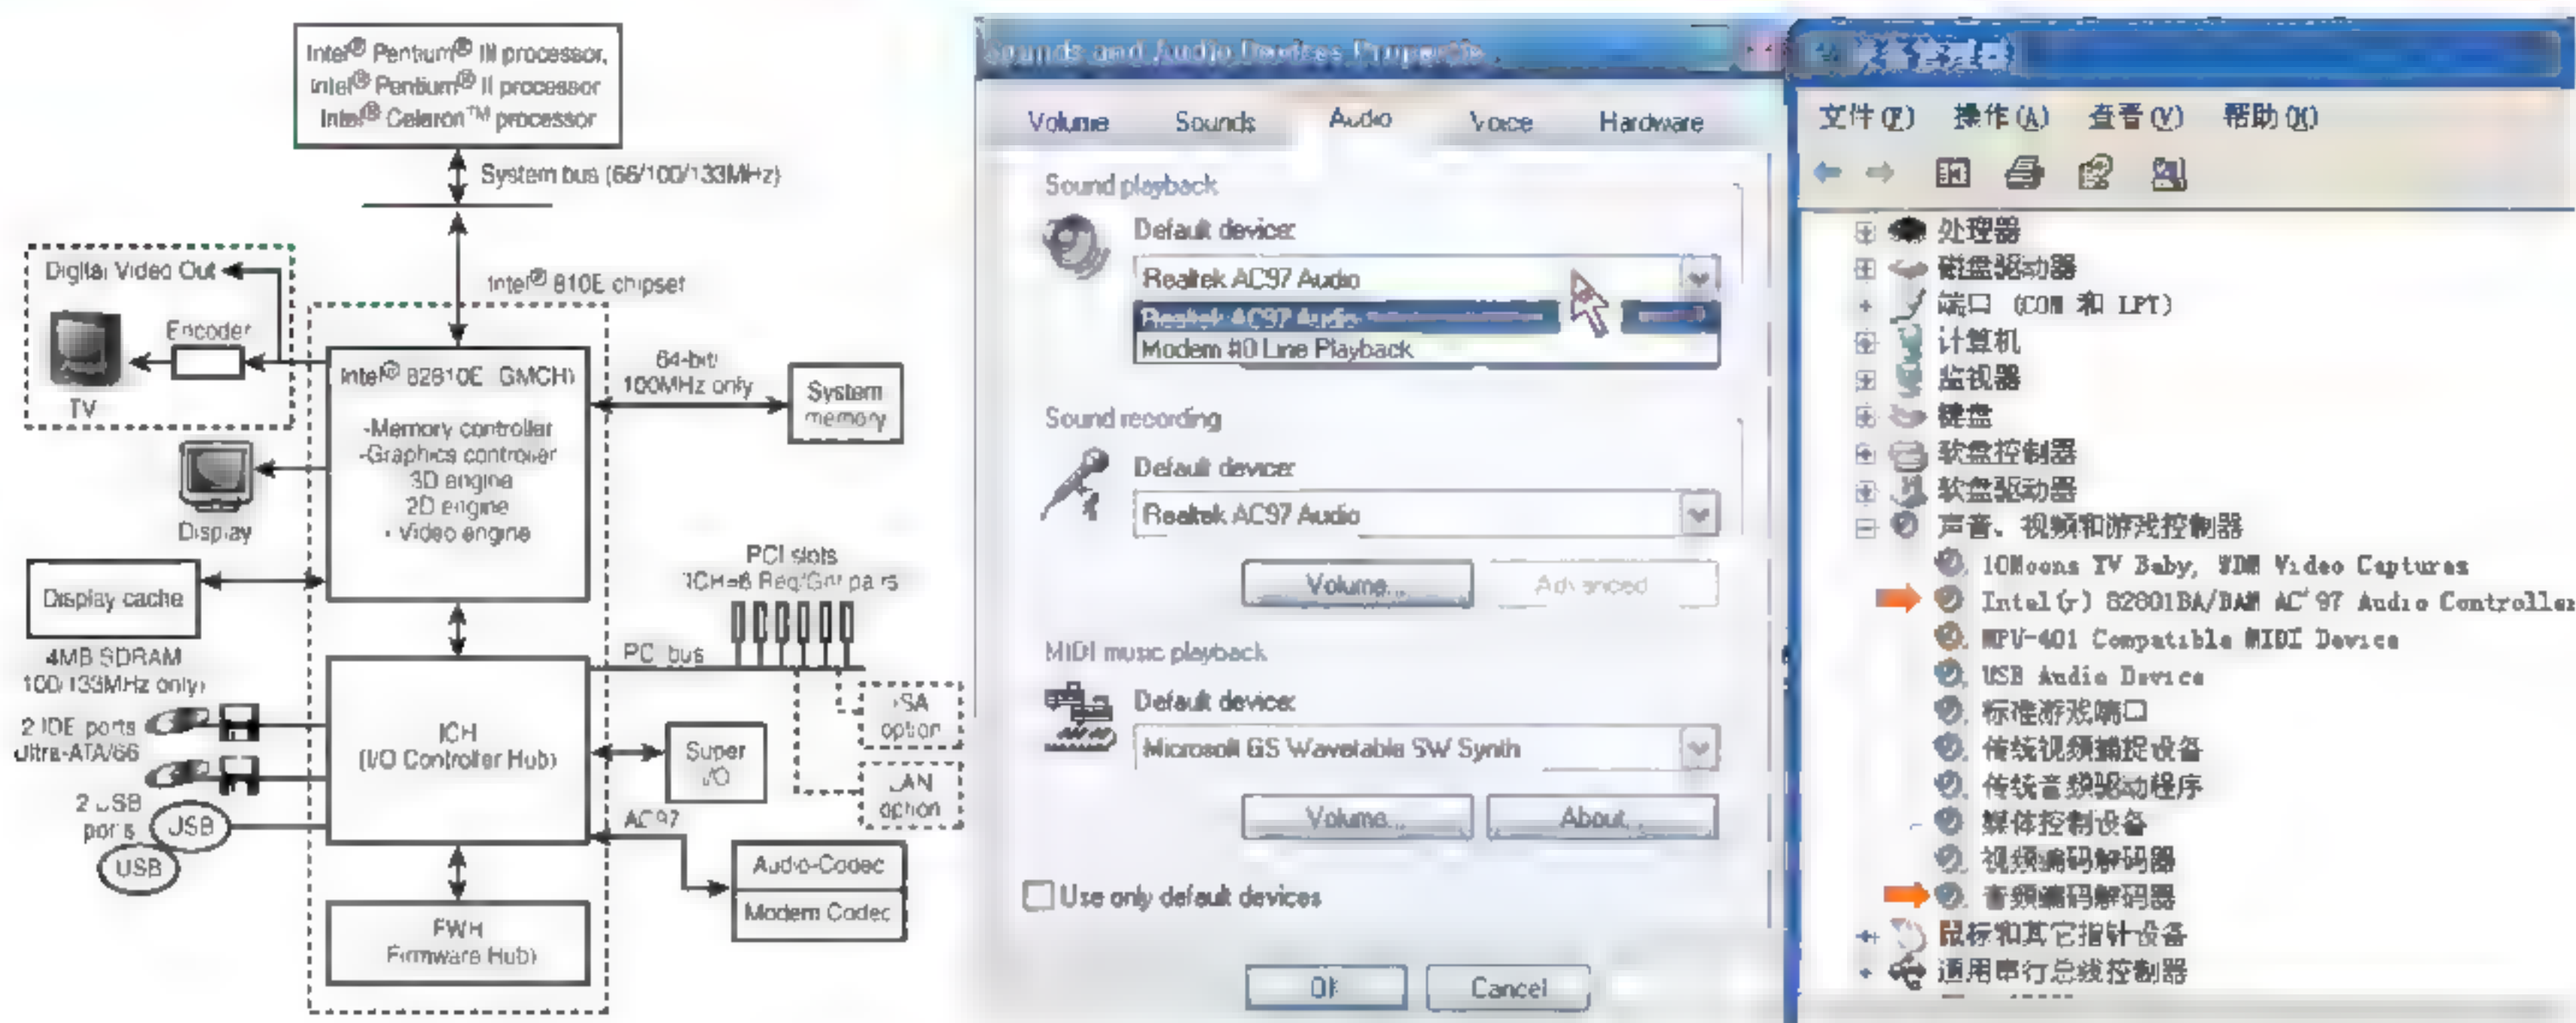 Intel® Pentium® III processor,
Intel® Pentium® II processor
Intel® Celeron™ processor
System bus (66/100/133MHz)
Intel® 810E chipset
Digital Video Out
Encoder
TV
Intel® 82810E GMCH)
-Memory controller
-Graphics controller
3D engine
2D engine
- Video engine
64-bit/
100MHz only
System
memory
Display
Display cache
4MB SDRAM
100/133MHz only)
PCI slots
pairs
PCI bus
ISA
option
LAN
option
2 IDE ports
Ultra-ATA/66
2 USB
ports
USB
USB
ICH
(I/O Controller Hub)
Super
I/O
AC'97
Audio-Codec
Modem Codec
FWH
Firmware Hub)
Sounds and Audio Devices Properties
Volume
Sounds
Audio
Voice
Hardware
Sound playback
Default device:
Realtek AC97 Audio
Realtek AC97 Audio
Modem #0 Line Playback
Sound recording
Default device:
Realtek AC97 Audio
Volume...
Advanced
MIDI music playback
Default device:
Microsoft GS Wavetable SW Synth
Volume...
About...
Use only default devices
OK
Cancel
设备管理器
文件(F) 操作(A) 查看(V) 帮助(H)
处理器
磁盘驱动器
端口 (COM 和 LPT)
计算机
监视器
键盘
软盘控制器
软盘驱动器
声音、视频和游戏控制器
10Moons TV Baby, WDM Video Captures
Intel(r) 82801BA/BAM AC'97 Audio Controller
MPU-401 Compatible MIDI Device
USB Audio Device
标准游戏端口
传统视频捕捉设备
传统音频驱动程序
媒体控制设备
视频编码解码器
音频编码解码器
鼠标和其它指针设备
通用串行总线控制器